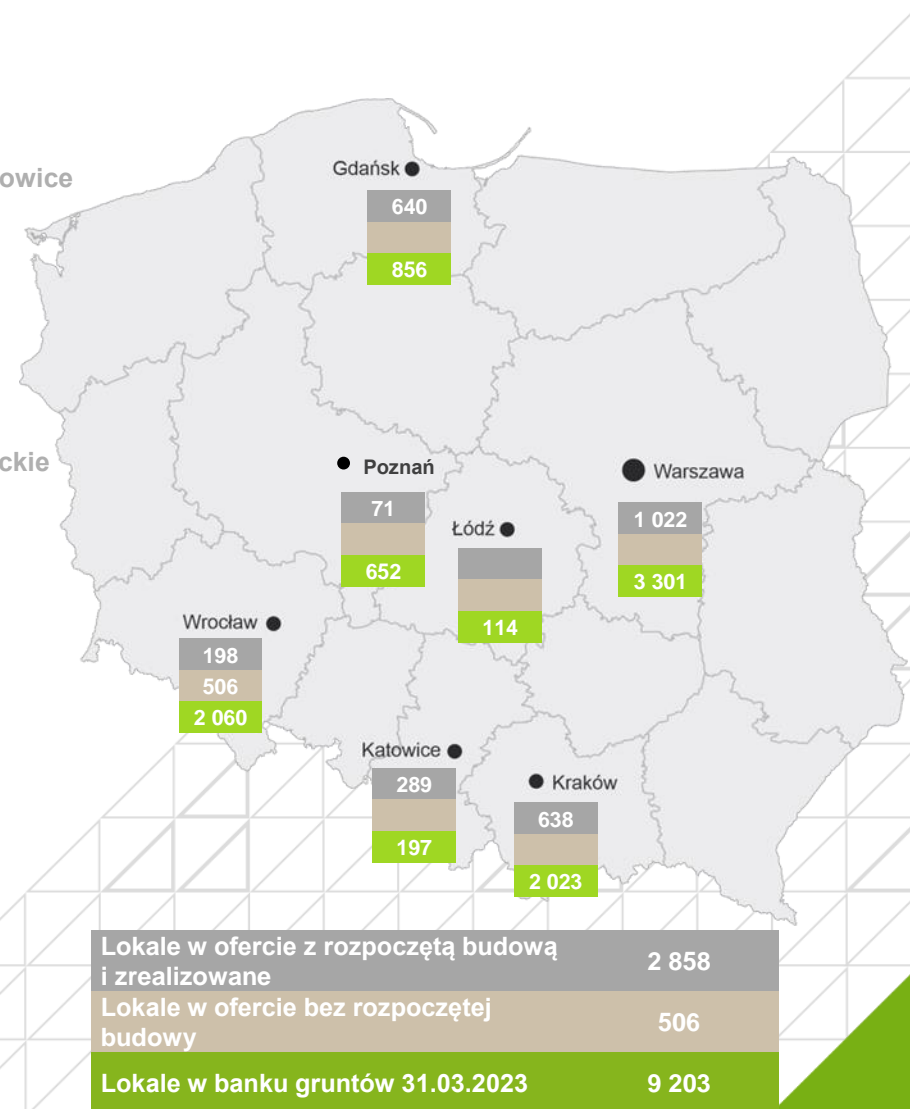 owice
Gdańsk
640
856
ckie
Poznań
71
652
Łódź
114
Warszawa
1 022
3 301
Wrocław
198
506
2 060
Katowice
289
197
Kraków
638
2 023
Lokale w ofercie z rozpoczętą budową
i zrealizowane
2 858
Lokale w ofercie bez rozpoczętej
budowy
506
Lokale w banku gruntów 31.03.2023 9 203